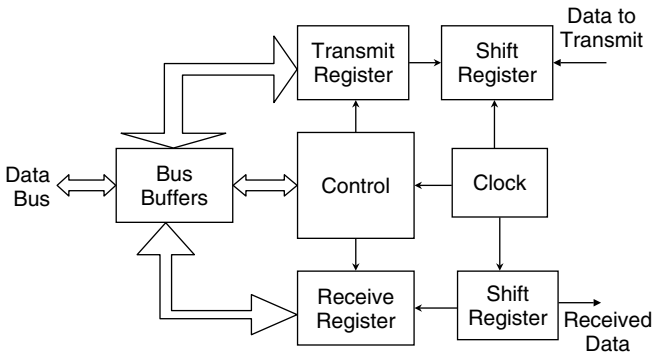 Transmit
Register
Shift
Register
Data to
Transmit
Data
Bus
Bus
Buffers
Control
Clock
Receive
Register
Shift
Register
Received
Data